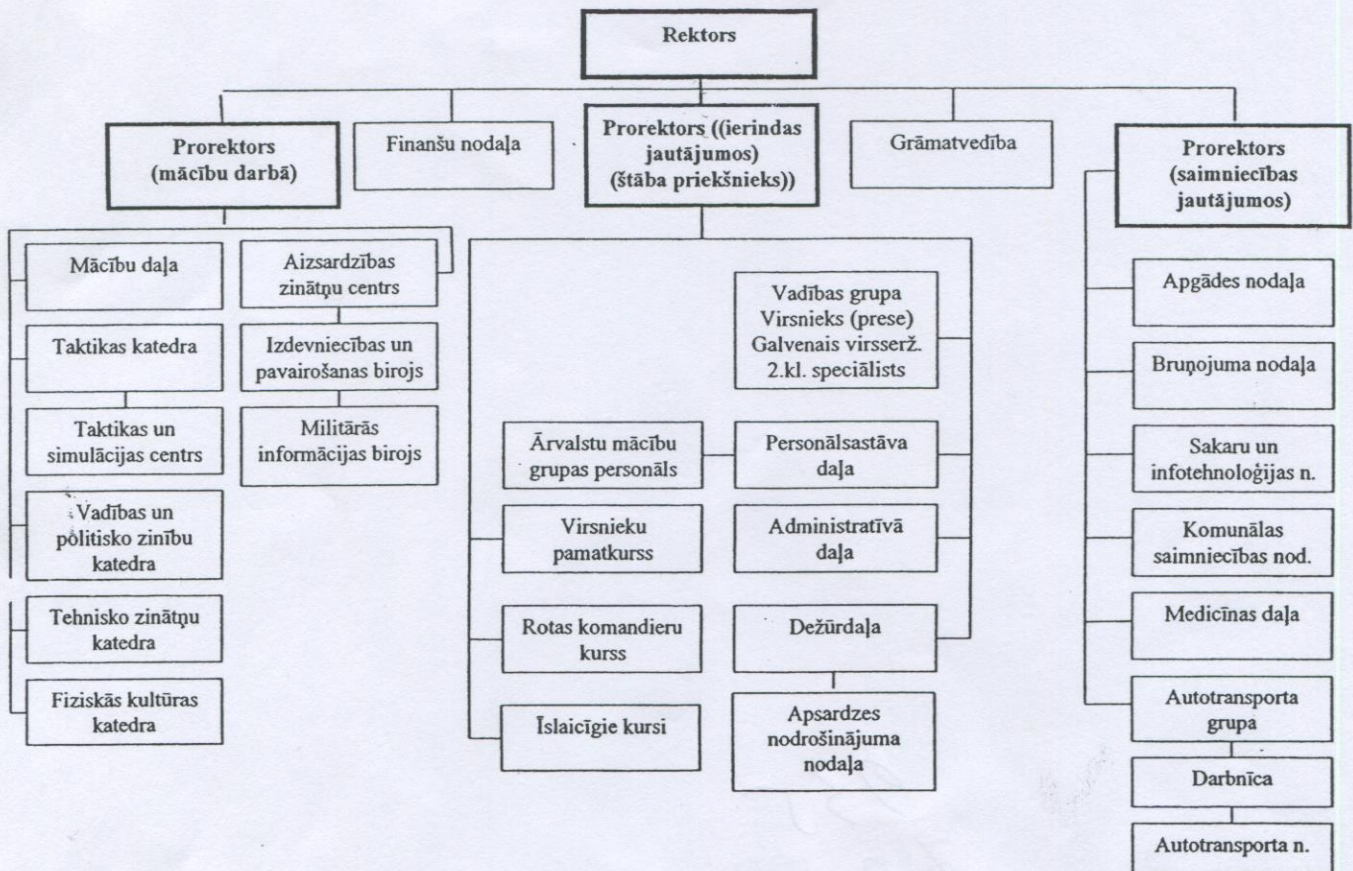 Rektors
Prorektors
(mācību darbā)
Finanšu nodaļa
Prorektors ((ierindas
jautājumos)
(štāba priekšnieks))
Grāmatvedība
Prorektors
(saimniecības
jautājumos)
Mācību daļa
Taktikas katedra
Taktikas un
simulācijas centrs
Vadības un
politisko zinību
katedra
Tehnisko zinātņu
katedra
Fiziskās kultūras
katedra
Aizsardzības
zinātņu centrs
Izdevniecības un
pavairošanas birojs
Militārās
informācijas birojs
Ārvalstu mācību
grupas personāls
Virsnieku
pamatkurss
Rotas komandieru
kurss
Īslaicīgie kursi
Vadības grupa
Virsnieks (prese)
Galvenais virsserž.
2.kl. speciālists
Personālsastāva
daļa
Administratīvā
daļa
Dežūrdaļa
Apsardzes
nodrošinājuma
nodaļa
Apgādes nodaļa
Bruņojuma nodaļa
Sakaru un
infotehnoloģijas n.
Komunālas
saimniecības nod.
Medicīnas daļa
Autotransporta
grupa
Darbnīca
Autotransporta n.